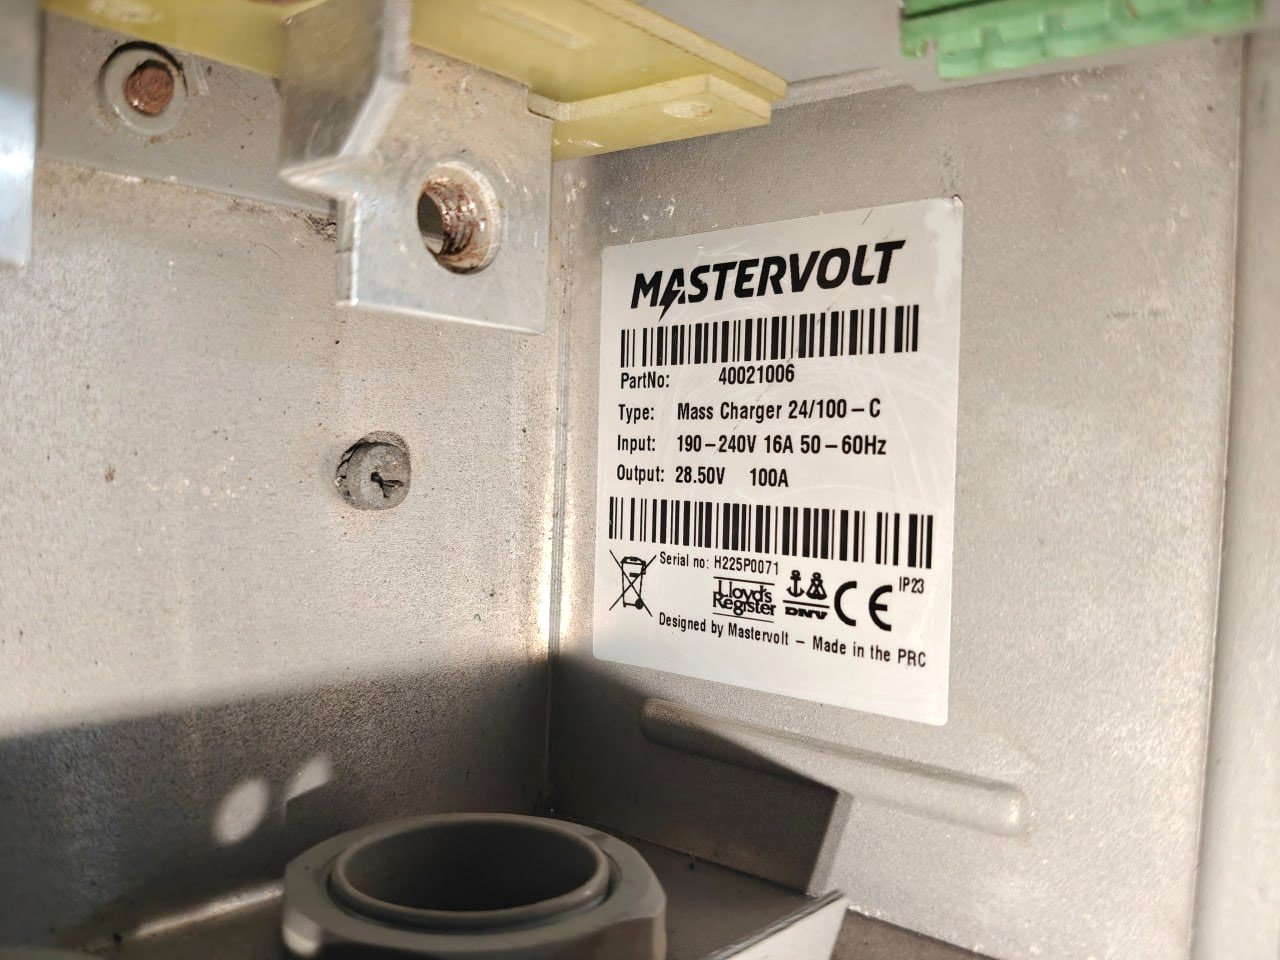 MASTERVOLT
PartNo: 40021006
Type: Mass Charger 24/100-C
Input: 190-240V 16A 50-60Hz
Output: 28.50V 100A
Serial no: H225P0071
IP23
Lloyd's
Register
DNV
CE
Designed by Mastervolt - Made in the PRC